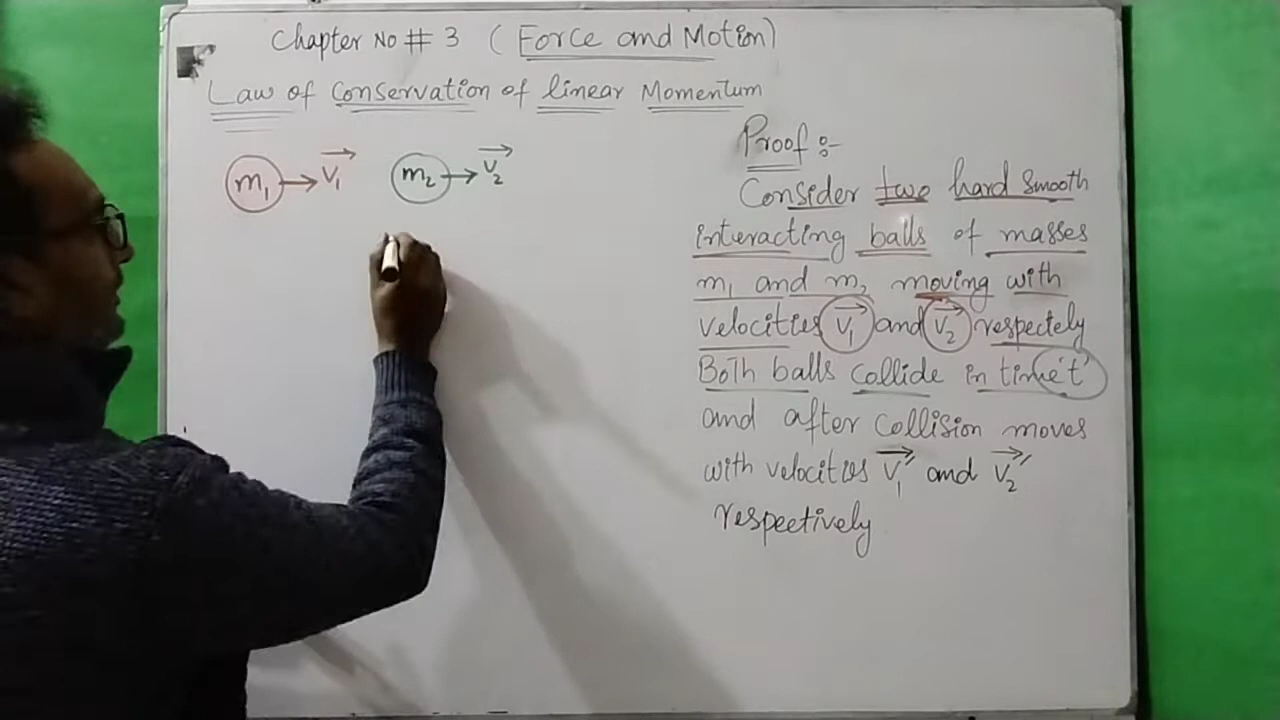 Chapter No # 3 (Force and Motion)
Law of Conservation of linear Momentum
m₁ → V₁ m₂ → V₂
Proof :-
Consider two hard smooth
interacting balls of masses
m₁ and m₂ moving with
velocities V₁ and V₂ respectely
Both balls collide in time 't'
and after collision moves
with velocities V₁′ and V₂′
respectively